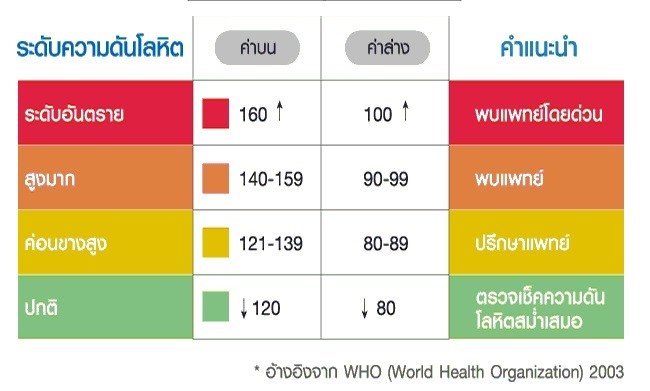 ระดับความดันโลหิต ค่าบน ค่าล่าง คำแนะนำ
ระดับอันตราย 160 ↑ 100 ↑ พบแพทย์โดยด่วน
สูงมาก 140-159 90-99 พบแพทย์
ค่อนขางสูง 121-139 80-89 ปรึกษาแพทย์
ปกติ ↓ 120 ↓ 80 ตรวจเช็คความดัน
โลหิตสม่ำเสมอ
* อ้างอิงจาก WHO (World Health Organization) 2003